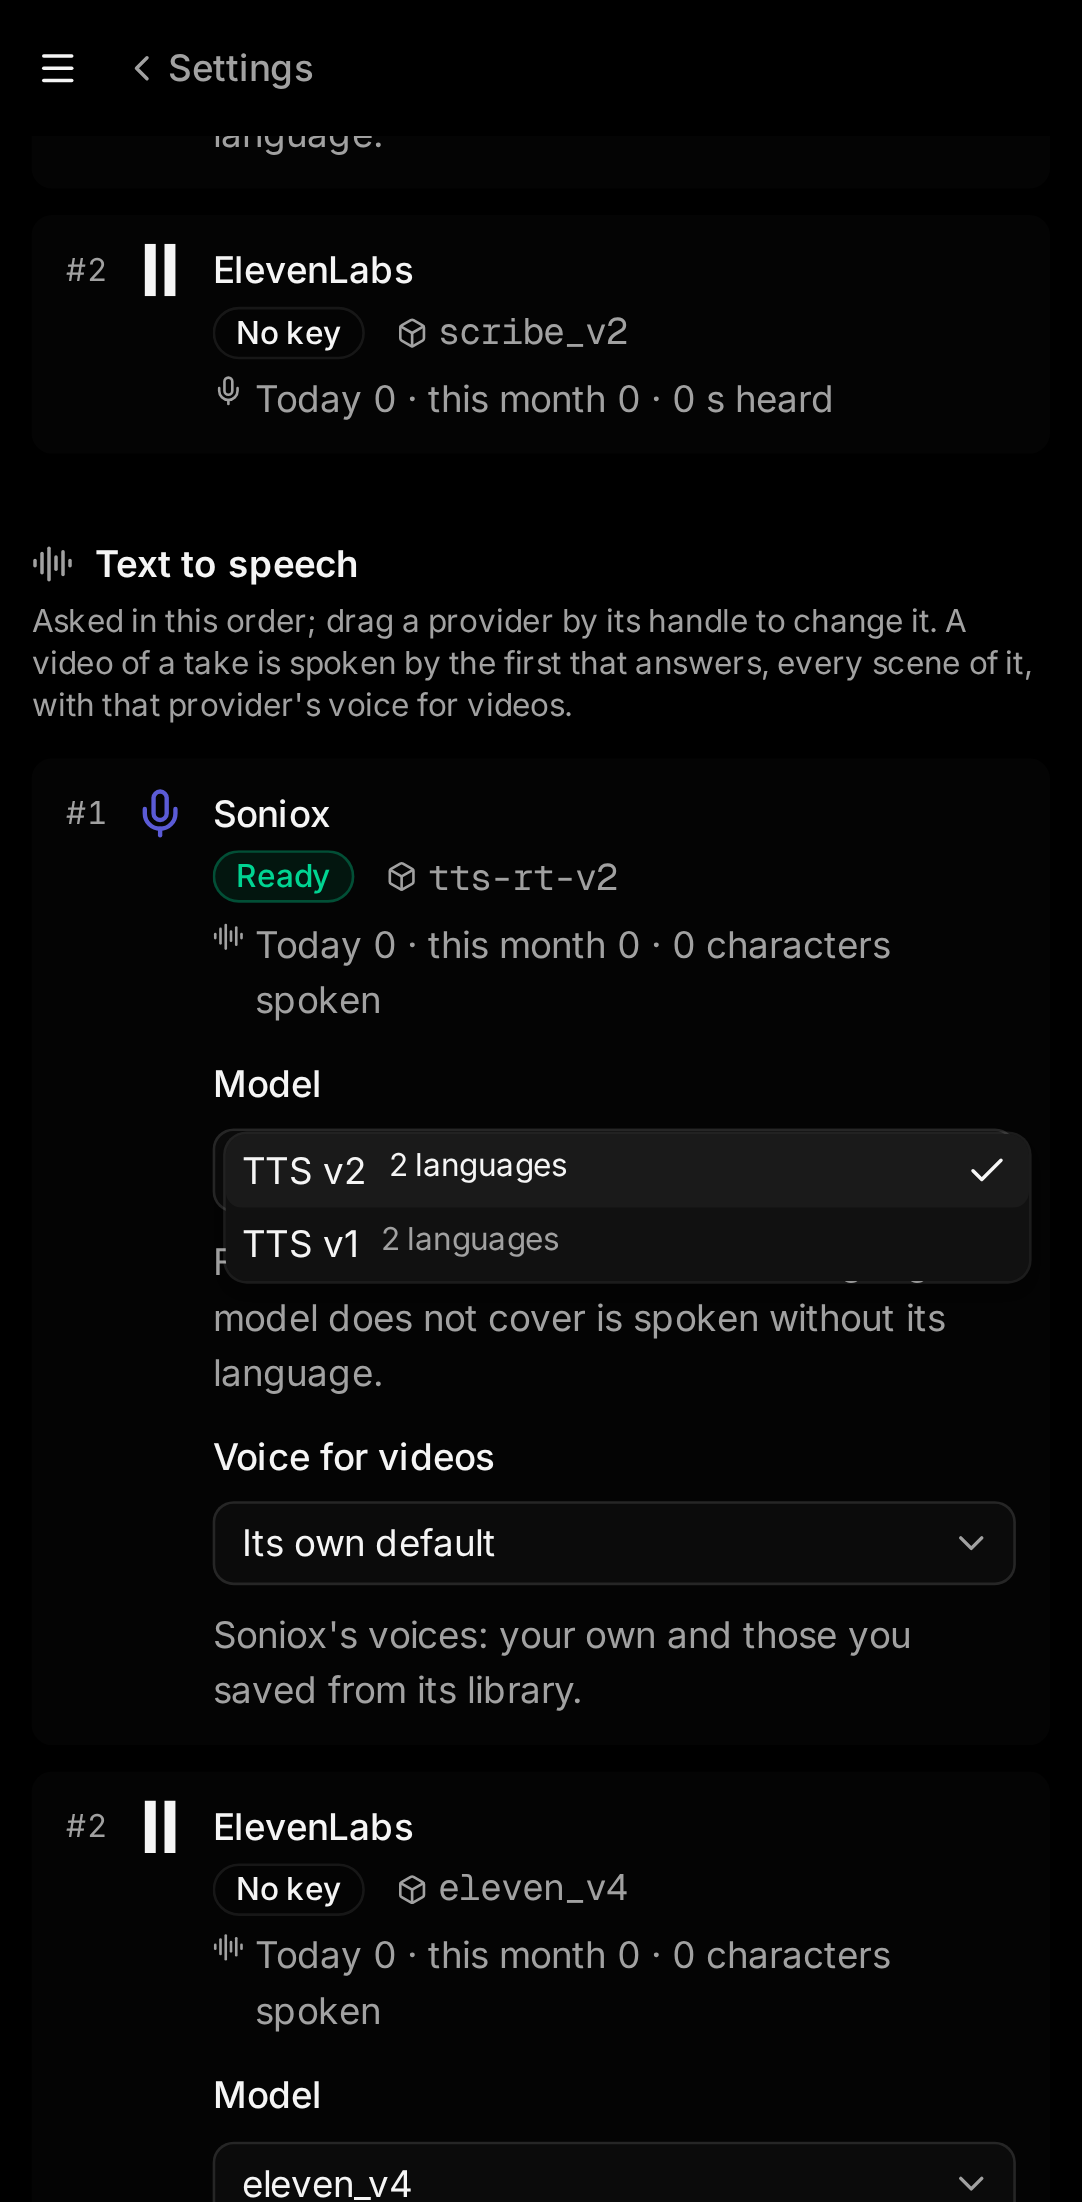 Settings
language.
#2 ElevenLabs
No key scribe_v2
Today 0 · this month 0 · 0 s heard
Text to speech
Asked in this order; drag a provider by its handle to change it. A
video of a take is spoken by the first that answers, every scene of it,
with that provider's voice for videos.
#1 Soniox
Ready tts-rt-v2
Today 0 · this month 0 · 0 characters
spoken
Model
TTS v2 2 languages
TTS v1 2 languages
model does not cover is spoken without its
language.
Voice for videos
Its own default
Soniox's voices: your own and those you
saved from its library.
#2 ElevenLabs
No key eleven_v4
Today 0 · this month 0 · 0 characters
spoken
Model
eleven_v4